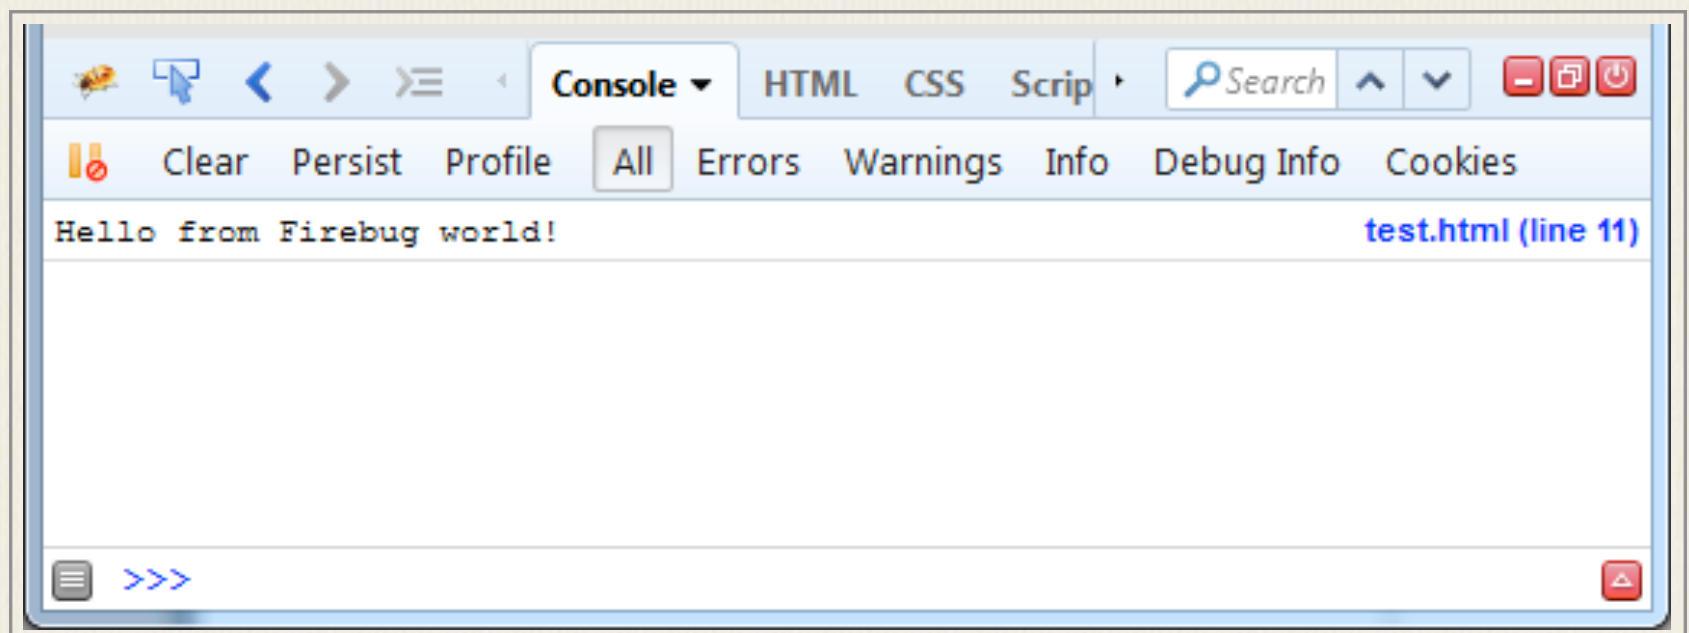 Console HTML CSS Scrip Search
Clear Persist Profile All Errors Warnings Info Debug Info Cookies
Hello from Firebug world! test.html (line 11)
>>>